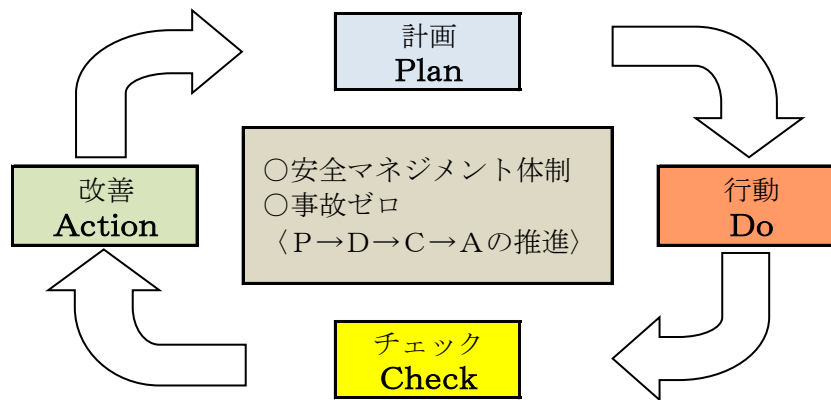 計画
Plan
○安全マネジメント体制
○事故ゼロ
〈Ｐ→Ｄ→Ｃ→Ａの推進〉
改善
Action
行動
Do
チェック
Check